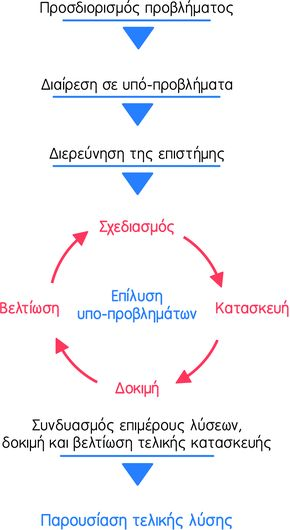 Προσδιορισμός προβλήματος
Διαίρεση σε υπό-προβλήματα
Διερεύνηση της επιστήμης
Σχεδιασμός
Βελτίωση
Επίλυση
υπο-προβλημάτων
Κατασκευή
Δοκιμή
Συνδυασμός επιμέρους λύσεων,
δοκιμή και βελτίωση τελικής κατασκευής
Παρουσίαση τελικής λύσης